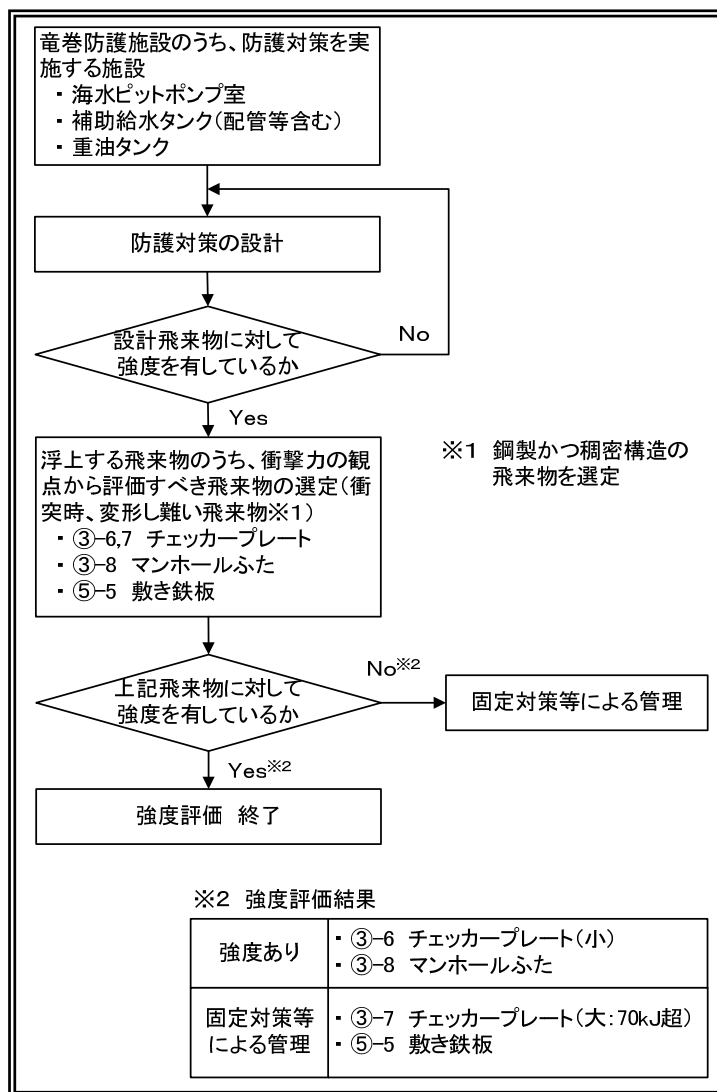 竜巻防護施設のうち、防護対策を実
施する施設
・海水ピットポンプ室
・補助給水タンク(配管等含む)
・重油タンク
防護対策の設計
設計飛来物に対して
強度を有しているか
No
Yes
浮上する飛来物のうち、衝撃力の観
点から評価すべき飛来物の選定(衝
突時、変形し難い飛来物※1)
・③-6,7 チェッカープレート
・③-8 マンホールふた
・⑤-5 敷き鉄板
※1 鋼製かつ稠密構造の
飛来物を選定
上記飛来物に対して
強度を有しているか
No※2
固定対策等による管理
Yes※2
強度評価 終了
※2 強度評価結果
強度あり
・③-6 チェッカープレート(小)
・③-8 マンホールふた
固定対策等
による管理
・③-7 チェッカープレート(大:70kJ超)
・⑤-5 敷き鉄板